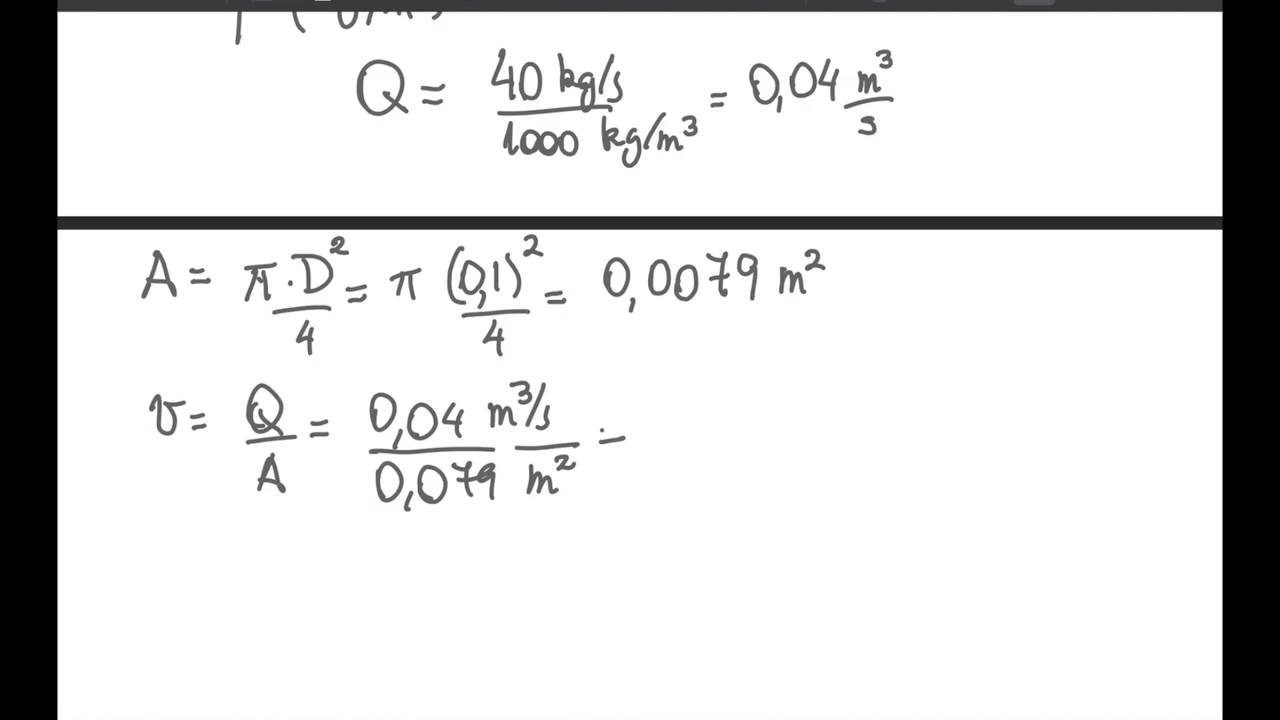 Q = 40 kg/s / 1000 kg/m³ = 0,04 m³/s
A = π·D²/4 = π (0,1)²/4 = 0,0079 m²
v = Q/A = 0,04 m³/s / 0,079 m² =